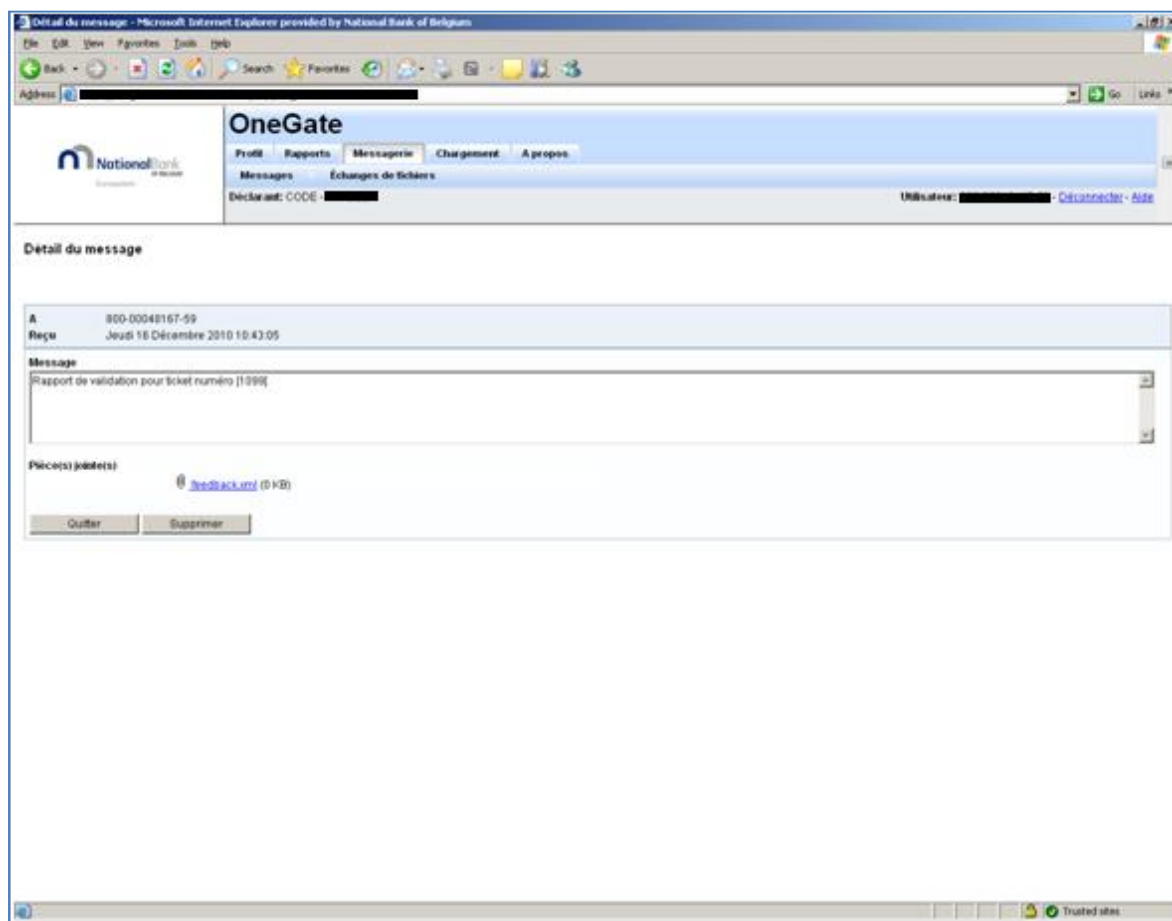 Détail du message - Microsoft Internet Explorer provided by National Bank of Belgium
File Edit View Favorites Tools Help
Back Search Favorites
Address Go Links
OneGate
NationalBank
Profil Rapports Messagerie Chargement A propos
Messages Échanges de fichiers
Déclarant: CODE - Utilisateur: - Déconnecter - Aide
Détail du message
A 800-00048167-59
Reçu Jeudi 16 Décembre 2010 10:43:05
Message
Rapport de validation pour ticket numéro [1099[
Pièce(s) jointe(s)
feedback.xml (0 KB)
Quitter Supprimer
Trusted sites